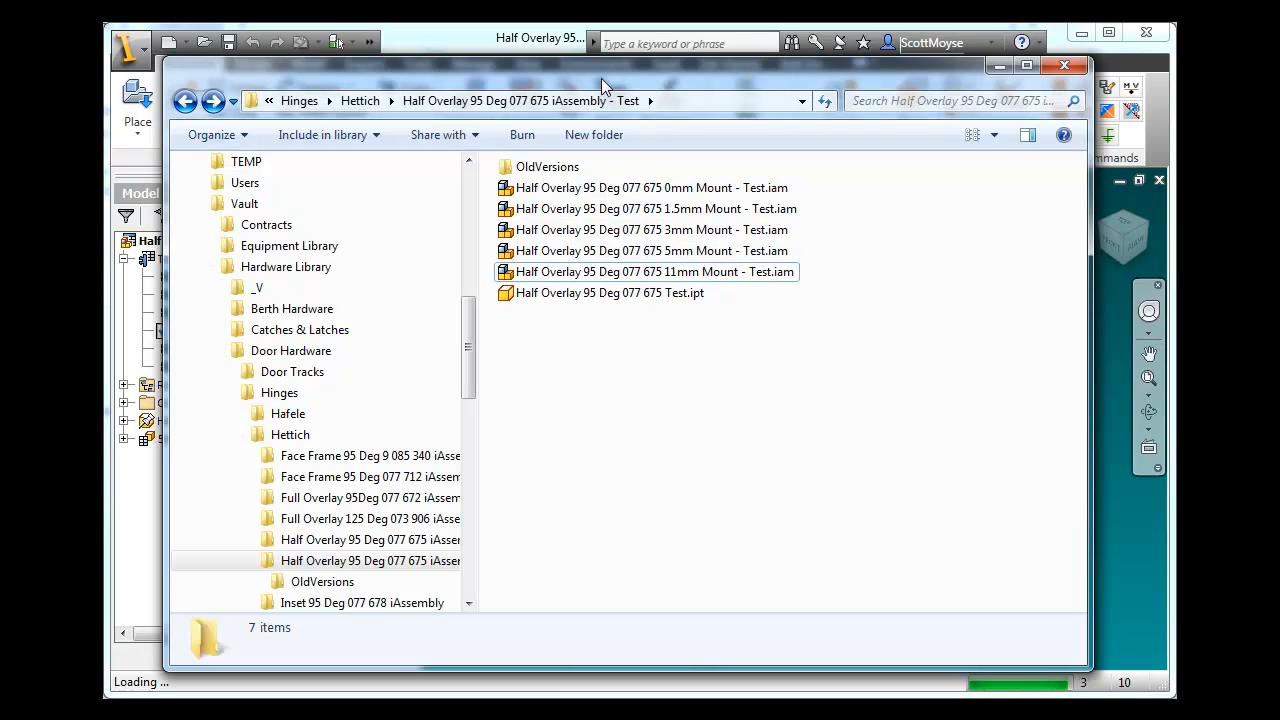 Half Overlay 95...
Type a keyword or phrase
ScottMoyse
Place
mmands
Model
Half
Hinges
Hettich
Half Overlay 95 Deg 077 675 iAssembly - Test
Search Half Overlay 95 Deg 077 675 i...
Organize
Include in library
Share with
Burn
New folder
TEMP
Users
Vault
Contracts
Equipment Library
Hardware Library
_V
Berth Hardware
Catches & Latches
Door Hardware
Door Tracks
Hinges
Hafele
Hettich
Face Frame 95 Deg 9 085 340 iAsse
Face Frame 95 Deg 077 712 iAssem
Full Overlay 95Deg 077 672 iAssem
Full Overlay 125 Deg 073 906 iAsse
Half Overlay 95 Deg 077 675 iAsser
Half Overlay 95 Deg 077 675 iAsser
OldVersions
Inset 95 Deg 077 678 iAssembly
OldVersions
Half Overlay 95 Deg 077 675 0mm Mount - Test.iam
Half Overlay 95 Deg 077 675 1.5mm Mount - Test.iam
Half Overlay 95 Deg 077 675 3mm Mount - Test.iam
Half Overlay 95 Deg 077 675 5mm Mount - Test.iam
Half Overlay 95 Deg 077 675 11mm Mount - Test.iam
Half Overlay 95 Deg 077 675 Test.ipt
7 items
Loading ...
3
10